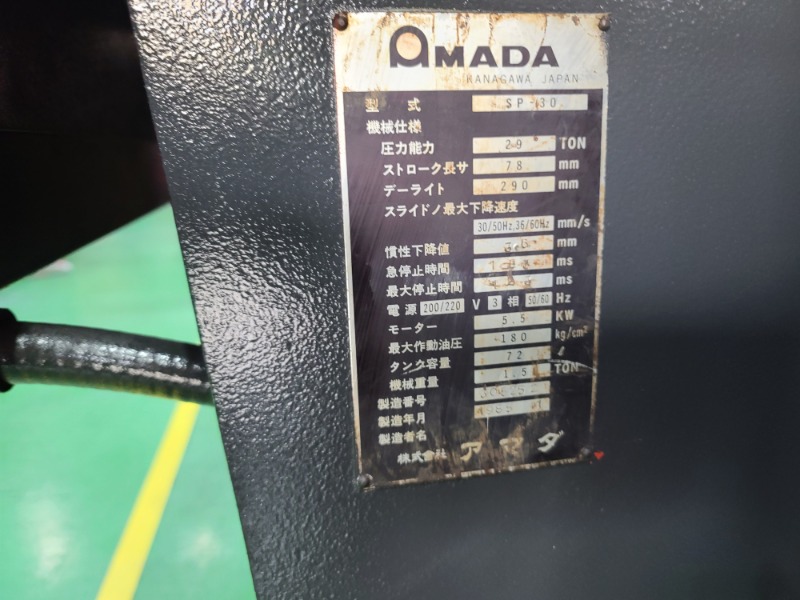 AMADA
KANAGAWA JAPAN
型 式 SP-30
機械仕様
圧力能力 29 TON
ストローク長サ 78 mm
デーライト 290 mm
スライドノ最大下降速度
30/50Hz.36/60Hz mm/s
慣性下降値 mm
急停止時間 ms
最大停止時間 ms
電源 200/220 V 3 相 50/60 Hz
モーター 5.5 KW
最大作動油圧 180 kg/cm²
タンク容量 72 ℓ
機械重量 1.5 TON
製造番号
製造年月
製造者名
株式会社 アマダ